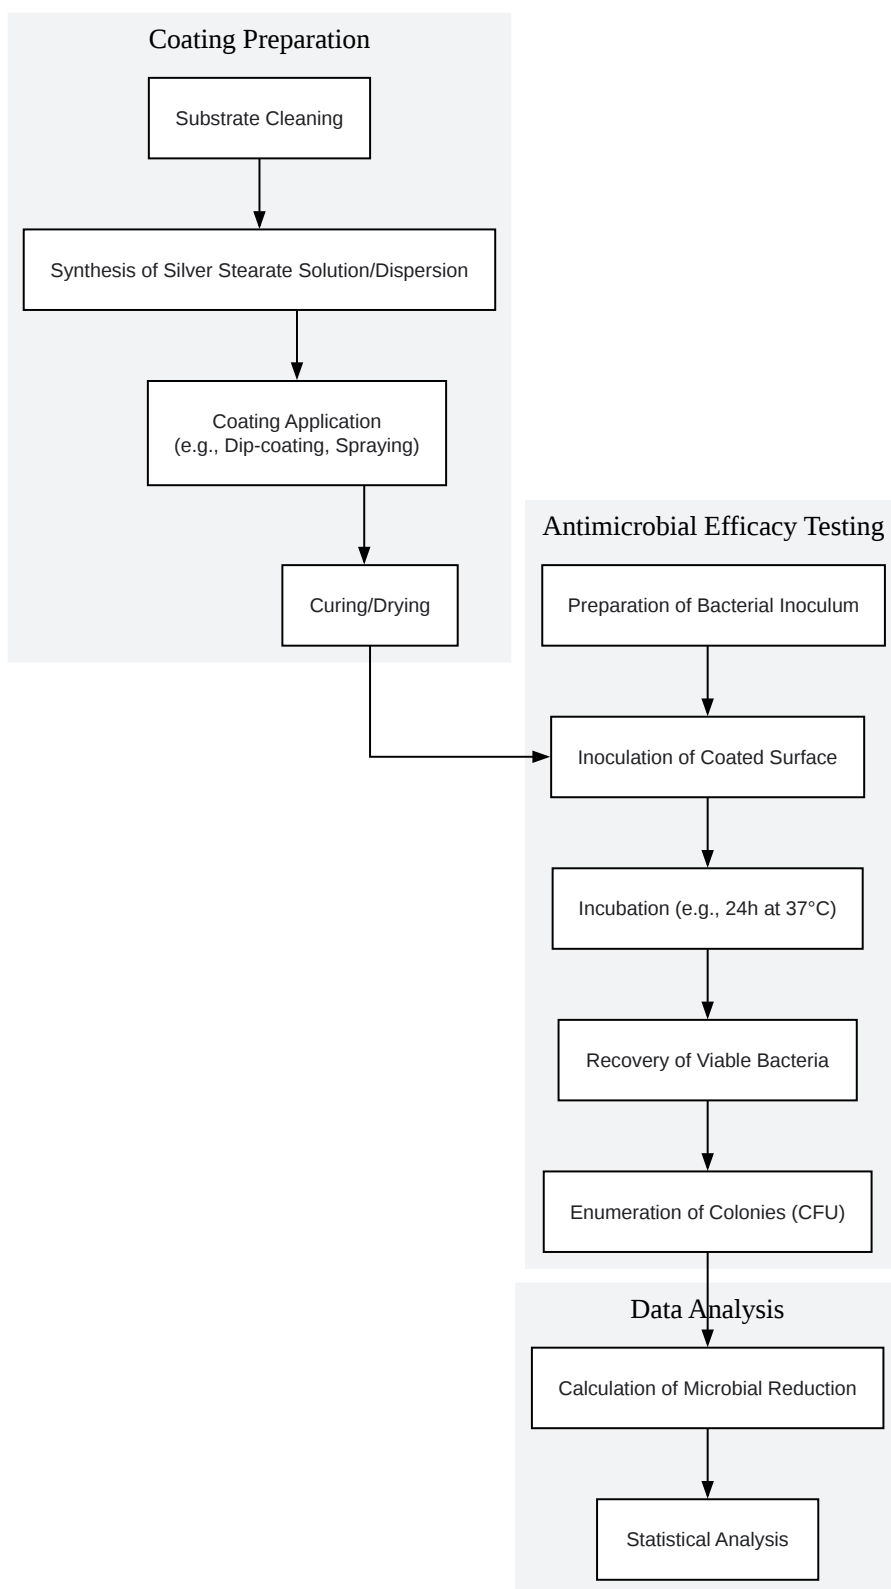 Coating Preparation
Substrate Cleaning
Synthesis of Silver Stearate Solution/Dispersion
Coating Application
(e.g., Dip-coating, Spraying)
Curing/Drying
Antimicrobial Efficacy Testing
Preparation of Bacterial Inoculum
Inoculation of Coated Surface
Incubation (e.g., 24h at 37°C)
Recovery of Viable Bacteria
Enumeration of Colonies (CFU)
Data Analysis
Calculation of Microbial Reduction
Statistical Analysis